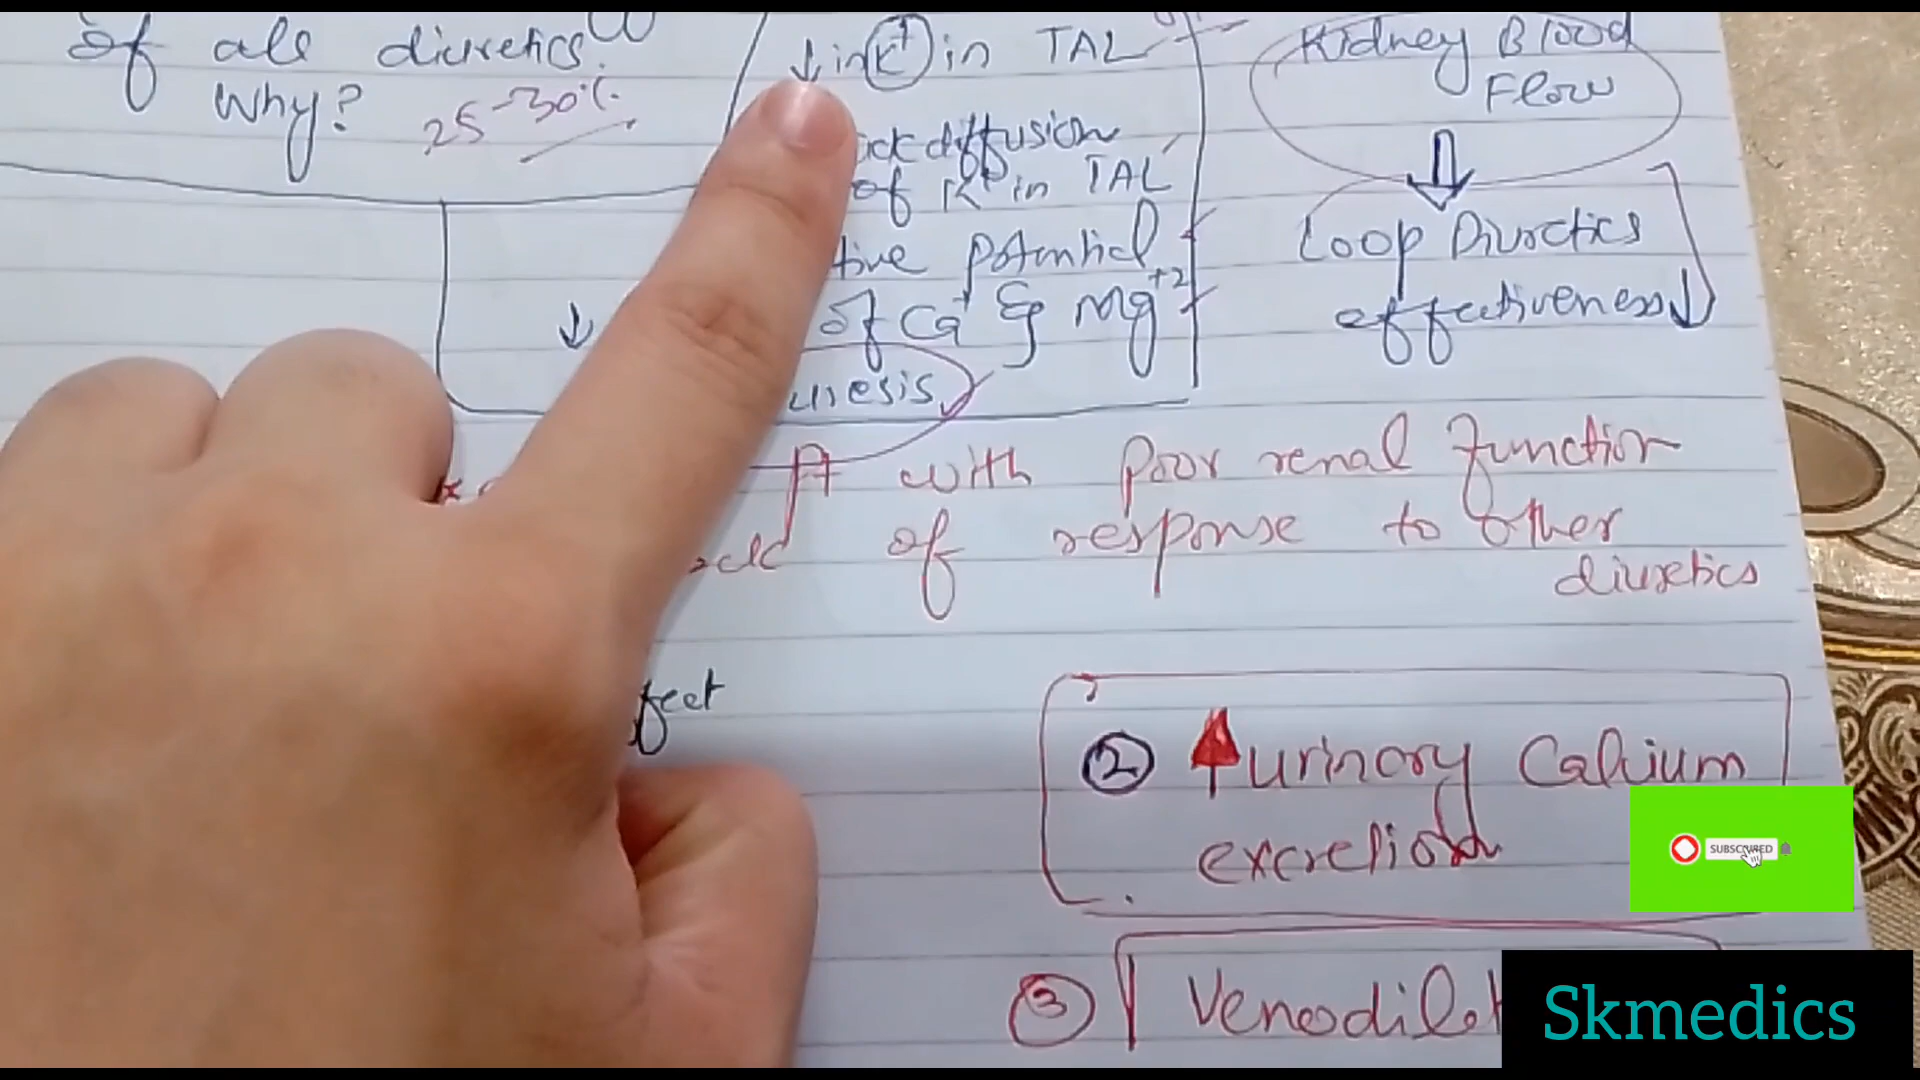 of all diuretics.
Why? 25-30%
↓ in K⁺ in TAL
diffusion
of K⁺ in TAL
potential
↓ of Ca⁺ & Mg⁺²
Kidney Blood
Flow
⇓
Loop Diuretics
effectiveness↓
Pt with Poor renal function
of response to other
diuretics
② ↑urinary Calcium
excretion
③ Venodilat
SUBSCRIBED
Skmedics